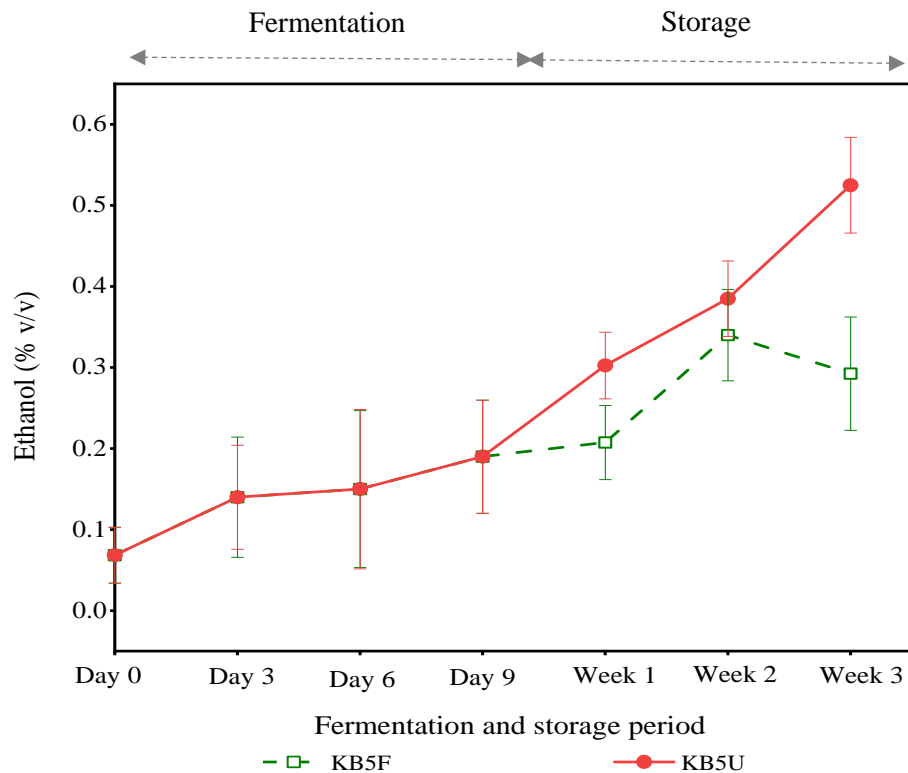 Fermentation Storage
0.6
0.5
0.4
0.3
0.2
0.1
0.0
Ethanol (% v/v)
Day 0 Day 3 Day 6 Day 9 Week 1 Week 2 Week 3
Fermentation and storage period
KB5F KB5U